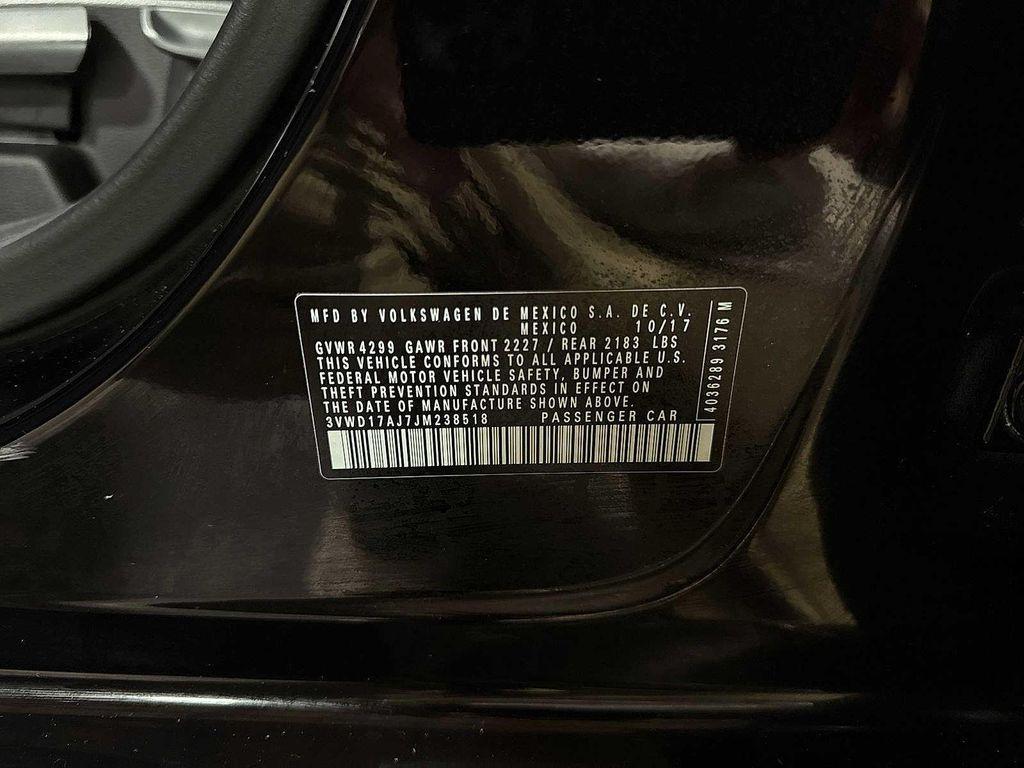 MFD BY VOLKSWAGEN DE MEXICO S.A. DE C.V.
MEXICO 10/17
GVWR 4299 GAWR FRONT 2227 / REAR 2183 LBS
THIS VEHICLE CONFORMS TO ALL APPLICABLE U.S.
FEDERAL MOTOR VEHICLE SAFETY, BUMPER AND
THEFT PREVENTION STANDARDS IN EFFECT ON
THE DATE OF MANUFACTURE SHOWN ABOVE.
3VWD17AJ7JM238518 PASSENGER CAR
4036289 3176 M